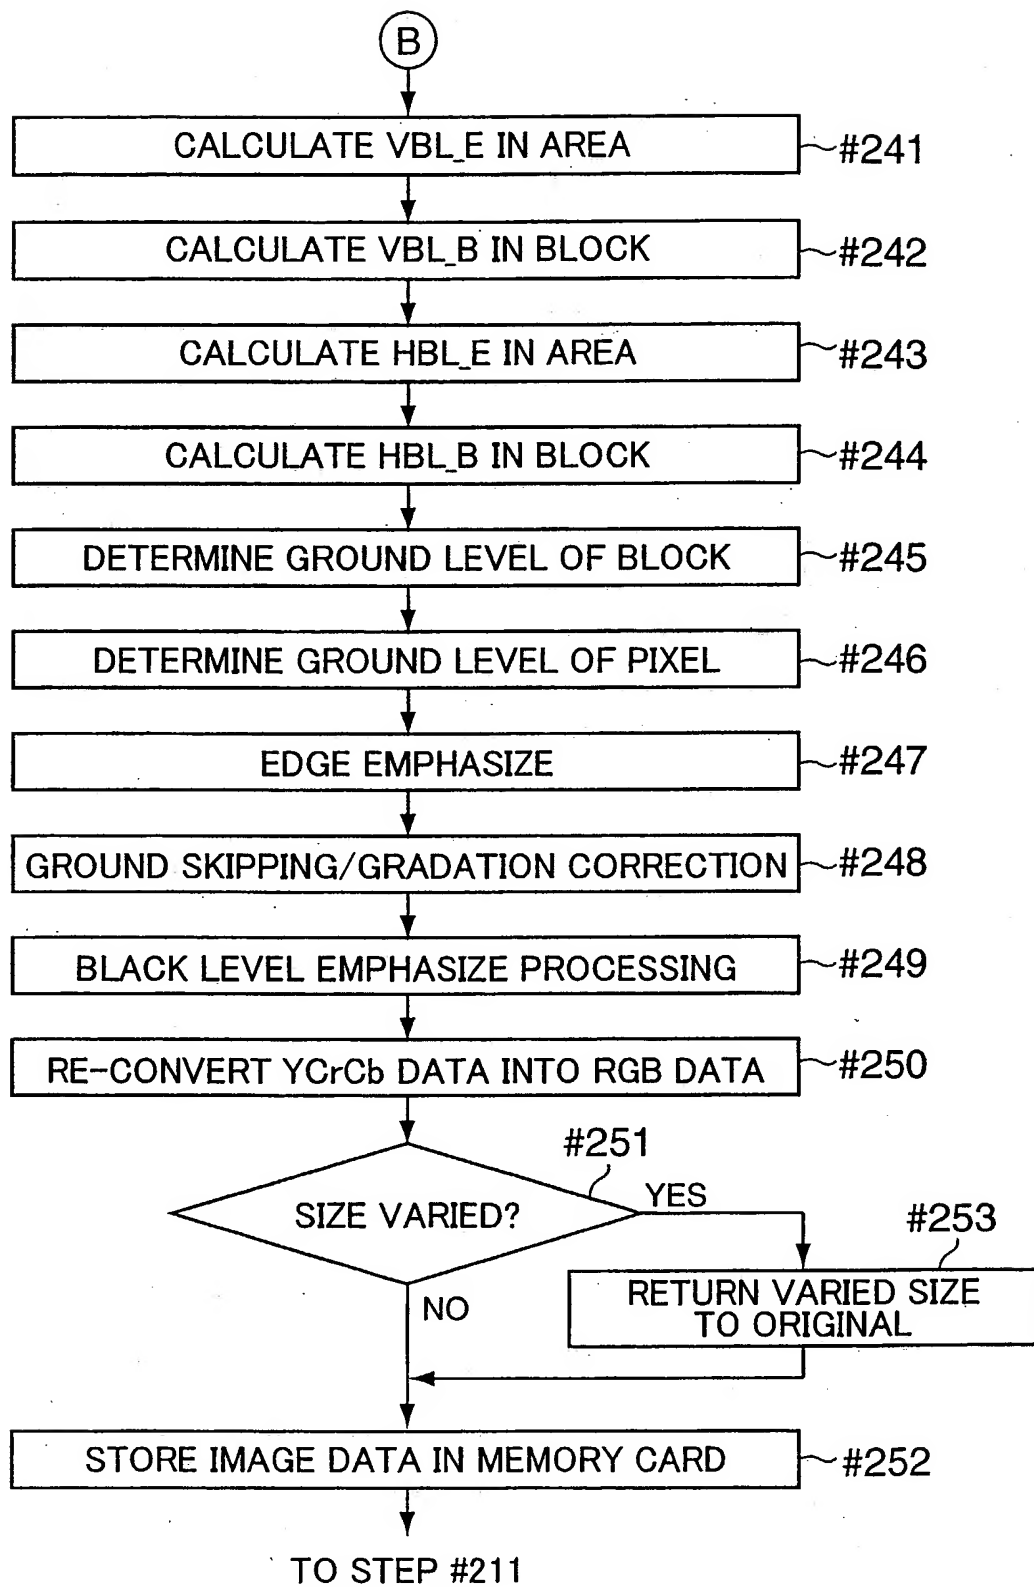 B
CALCULATE VBL_E IN AREA #241
CALCULATE VBL_B IN BLOCK #242
CALCULATE HBL_E IN AREA #243
CALCULATE HBL_B IN BLOCK #244
DETERMINE GROUND LEVEL OF BLOCK #245
DETERMINE GROUND LEVEL OF PIXEL #246
EDGE EMPHASIZE #247
GROUND SKIPPING/GRADATION CORRECTION #248
BLACK LEVEL EMPHASIZE PROCESSING #249
RE-CONVERT YCrCb DATA INTO RGB DATA #250
#251
SIZE VARIED?
YES
NO
#253
RETURN VARIED SIZE
TO ORIGINAL
STORE IMAGE DATA IN MEMORY CARD #252
TO STEP #211